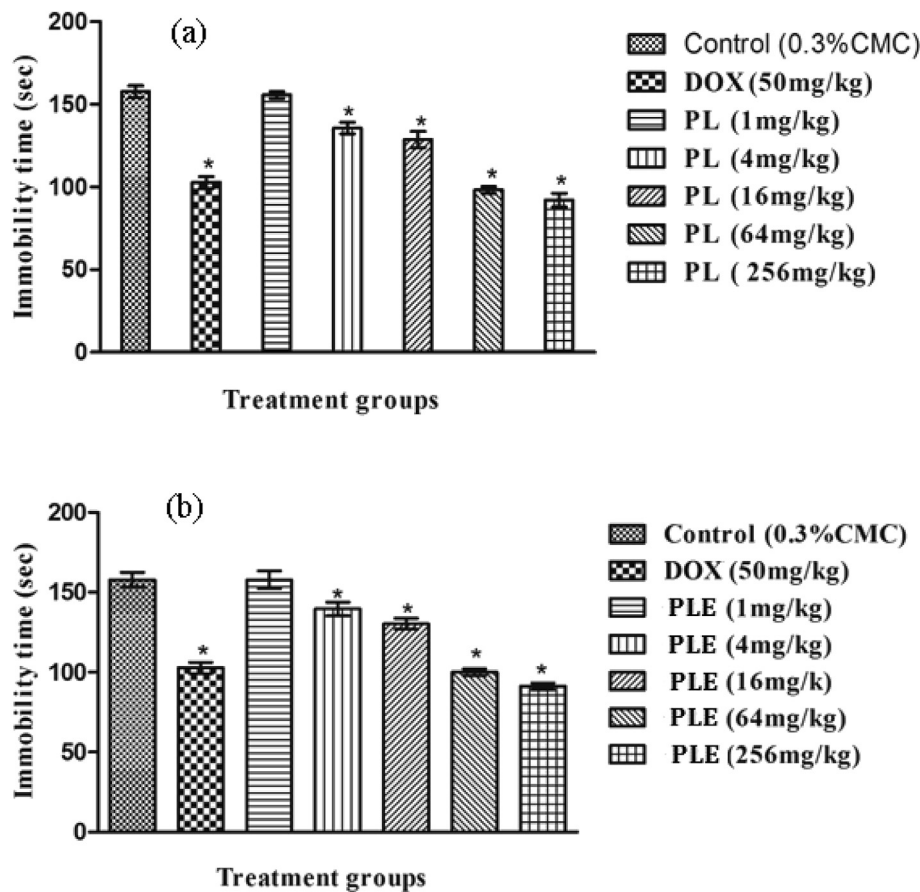 (a)
200
150
100
50
0
Immobility time (sec)
*
*
*
*
*
Treatment groups
Control (0.3%CMC)
DOX (50mg/kg)
PL (1mg/kg)
PL (4mg/kg)
PL (16mg/kg)
PL (64mg/kg)
PL ( 256mg/kg)
(b)
200
150
100
50
0
Immobility time (sec)
*
*
*
*
*
Treatment groups
Control (0.3%CMC)
DOX (50mg/kg)
PLE (1mg/kg)
PLE (4mg/kg)
PLE (16mg/k)
PLE (64mg/kg)
PLE (256mg/kg)